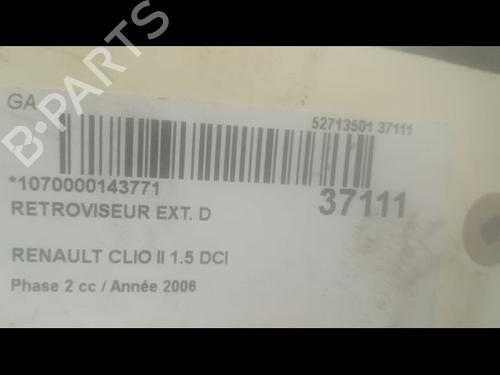 GA
52713501 37111
*1070000143771
37111
RETROVISEUR EXT. D
RENAULT CLIO II 1.5 DCI
Phase 2 cc / Année 2006
B-PARTS